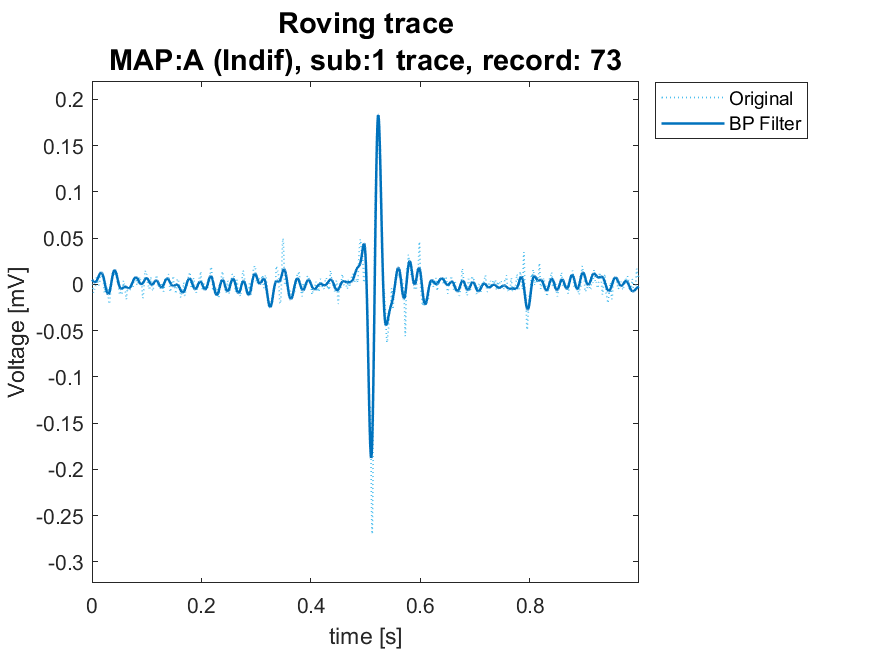 Roving trace
MAP:A (Indif), sub:1 trace, record: 73
Original
BP Filter
0.2
0.15
0.1
0.05
0
-0.05
-0.1
-0.15
-0.2
-0.25
-0.3
Voltage [mV]
0
0.2
0.4
0.6
0.8
time [s]